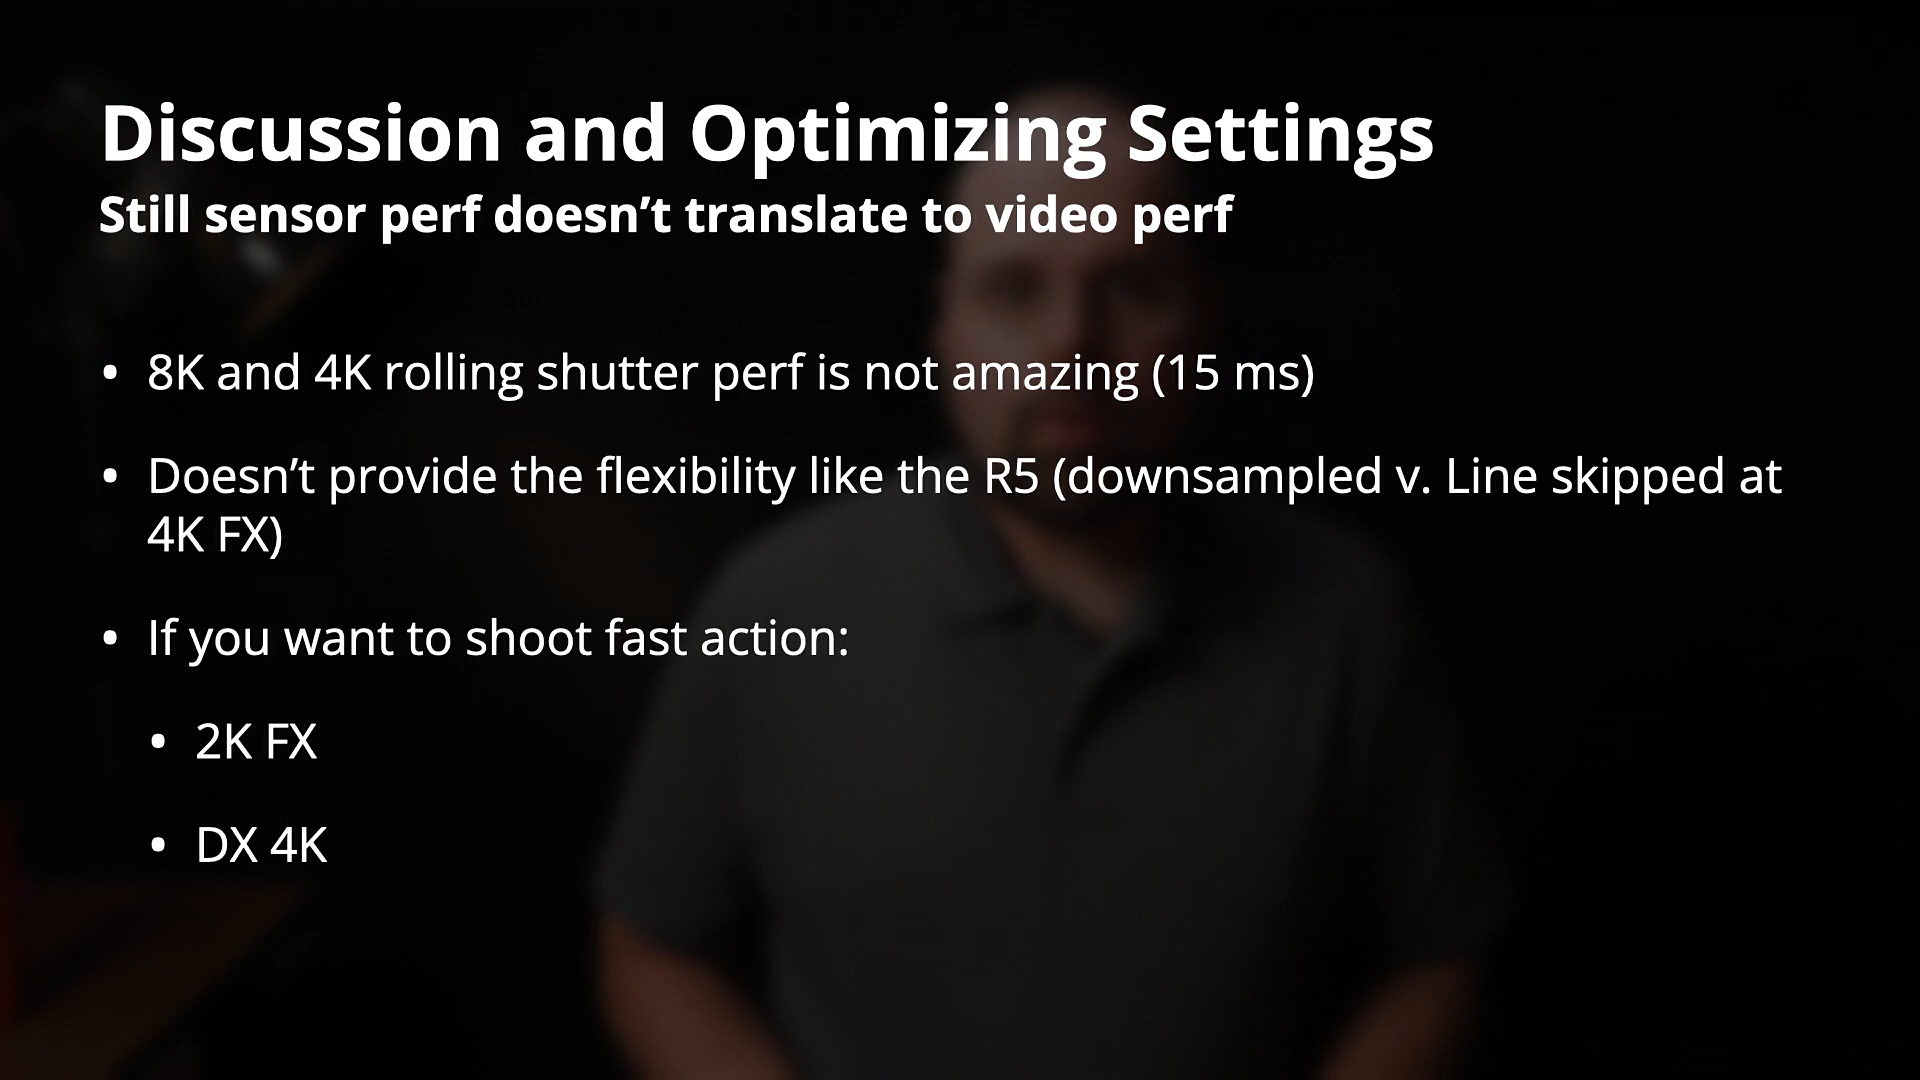 Discussion and Optimizing Settings
Still sensor perf doesn’t translate to video perf
• 8K and 4K rolling shutter perf is not amazing (15 ms)
• Doesn’t provide the flexibility like the R5 (downsampled v. Line skipped at
4K FX)
• If you want to shoot fast action:
• 2K FX
• DX 4K